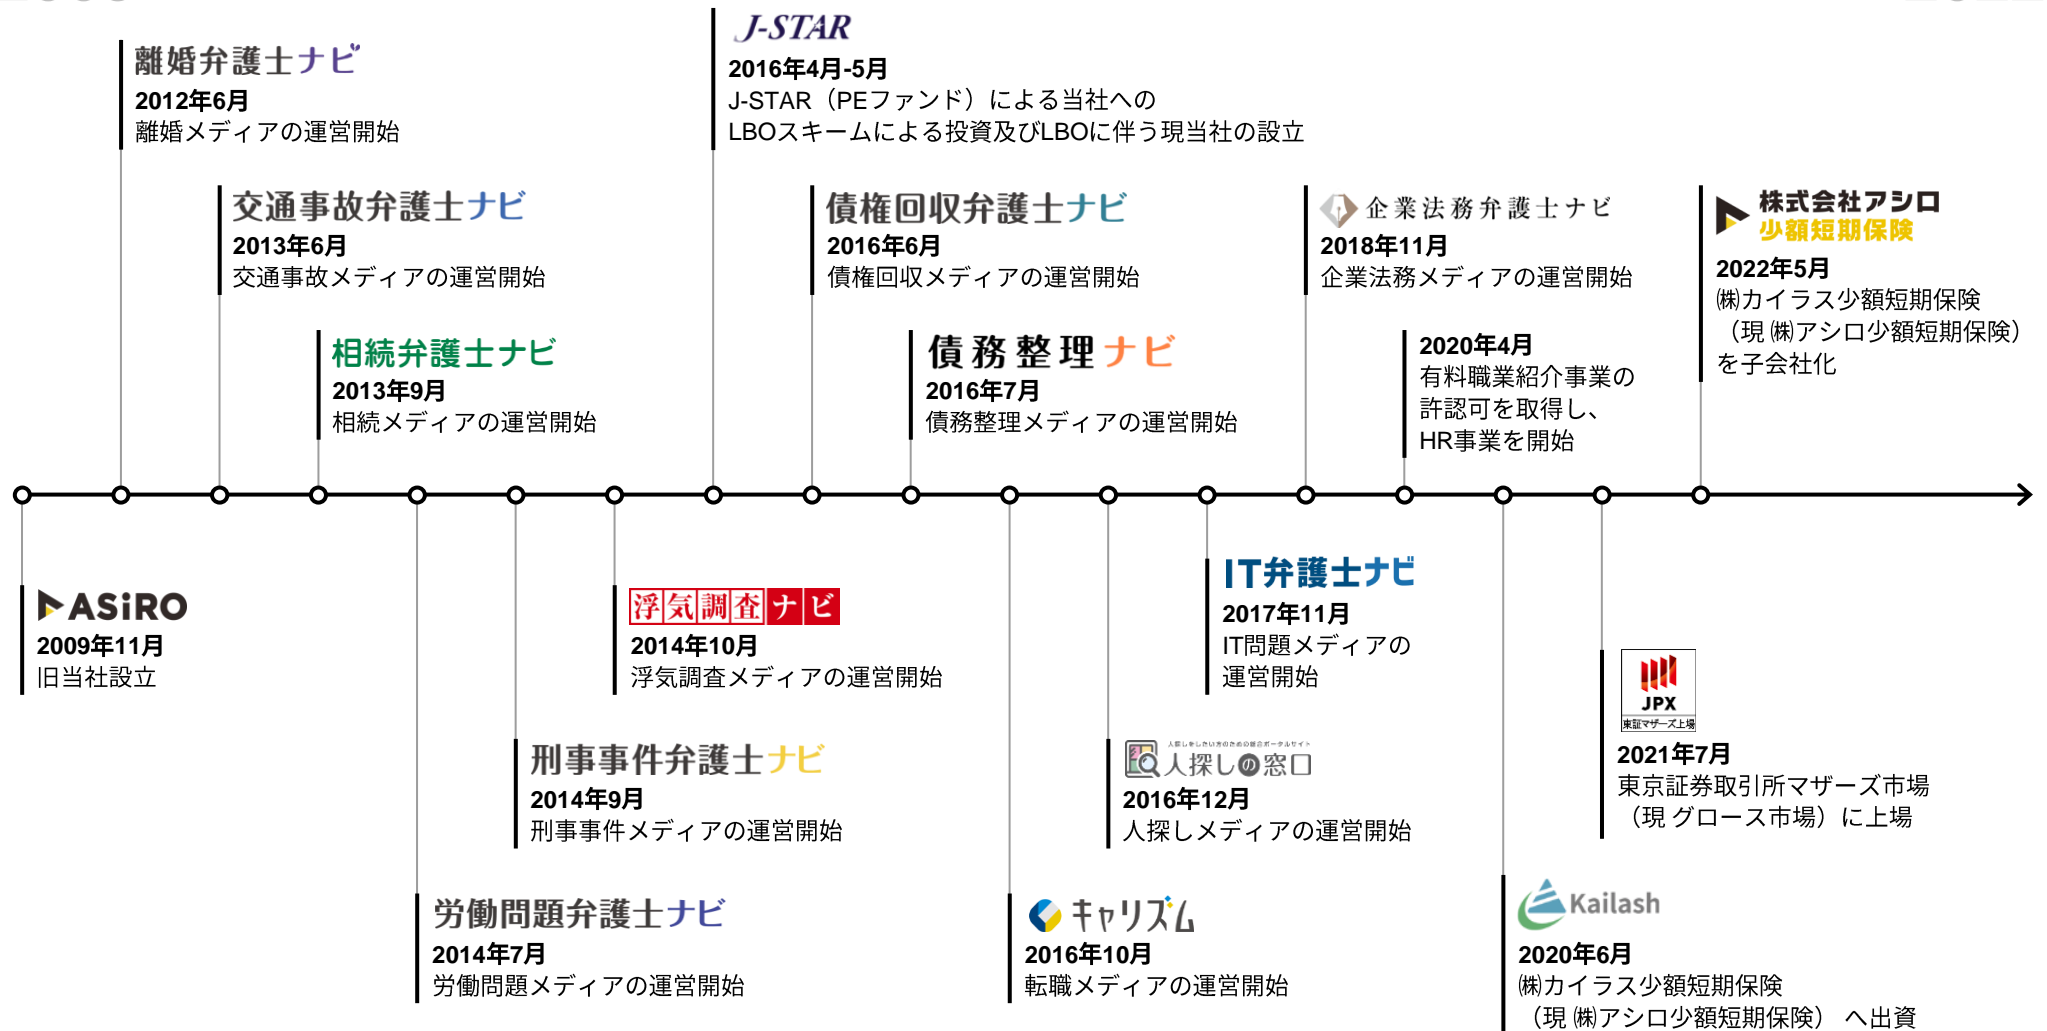 離婚弁護士ナビ
2012年6月
離婚メディアの運営開始
J-STAR
2016年4月-5月
J-STAR（PEファンド）による当社への
LBOスキームによる投資及びLBOに伴う現当社の設立
交通事故弁護士ナビ
2013年6月
交通事故メディアの運営開始
債権回収弁護士ナビ
2016年6月
債権回収メディアの運営開始
企業法務弁護士ナビ
2018年11月
企業法務メディアの運営開始
株式会社アシロ
少額短期保険
2022年5月
㈱カイラス少額短期保険
（現 ㈱アシロ少額短期保険）
を子会社化
相続弁護士ナビ
2013年9月
相続メディアの運営開始
債務整理ナビ
2016年7月
債務整理メディアの運営開始
2020年4月
有料職業紹介事業の
許認可を取得し、
HR事業を開始
ASiRO
2009年11月
旧当社設立
浮気調査ナビ
2014年10月
浮気調査メディアの運営開始
IT弁護士ナビ
2017年11月
IT問題メディアの
運営開始
JPX
東証マザーズ上場
2021年7月
東京証券取引所マザーズ市場
（現 グロース市場）に上場
刑事事件弁護士ナビ
2014年9月
刑事事件メディアの運営開始
人探しをしたい方のための総合ポータルサイト
人探しの窓口
2016年12月
人探しメディアの運営開始
労働問題弁護士ナビ
2014年7月
労働問題メディアの運営開始
キャリズム
2016年10月
転職メディアの運営開始
Kailash
2020年6月
㈱カイラス少額短期保険
（現 ㈱アシロ少額短期保険） へ出資